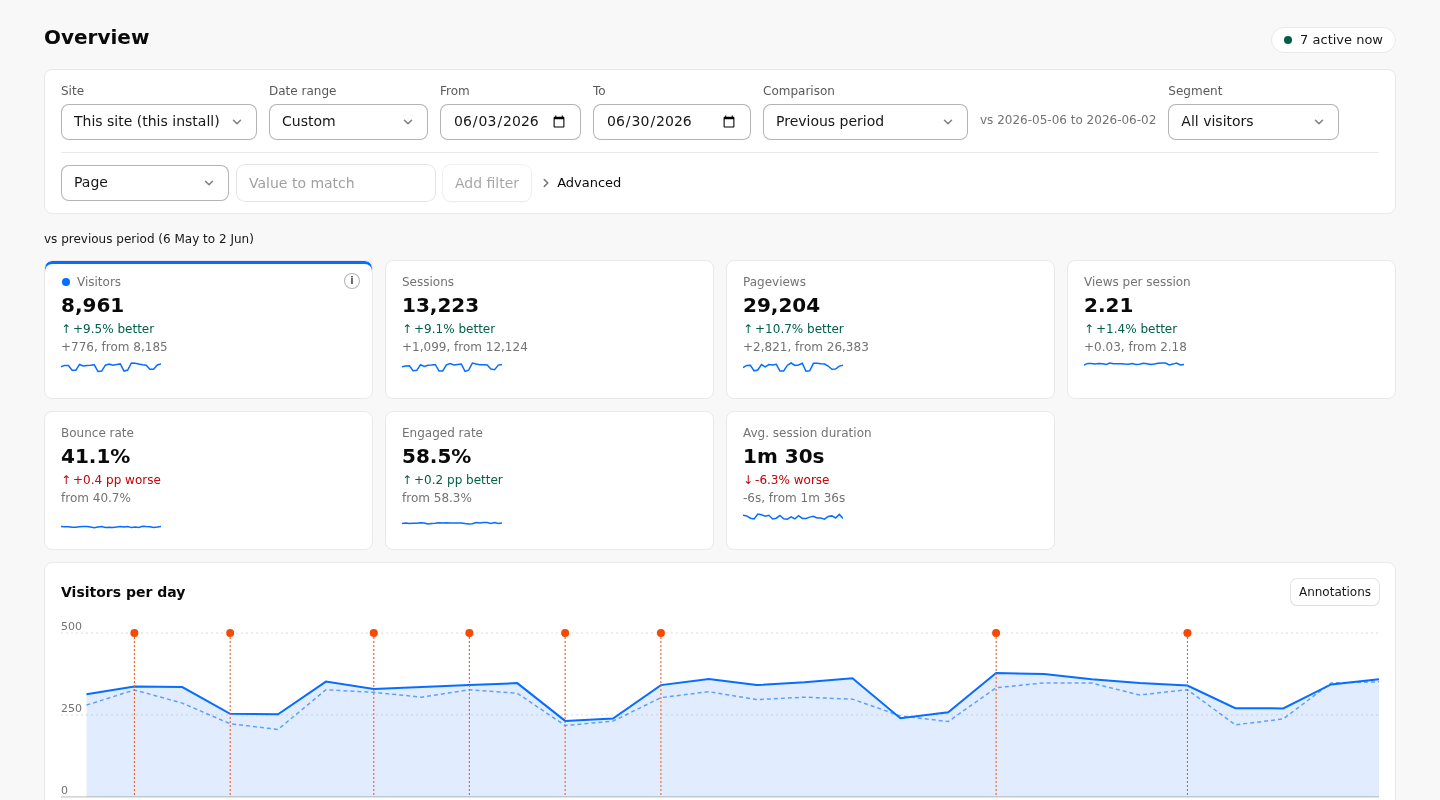 Overview
7 active now
Site
Date range
From
To
Comparison
Segment
This site (this install)
Custom
06/03/2026
06/30/2026
Previous period
vs 2026-05-06 to 2026-06-02
All visitors
Page
Value to match
Add filter
Advanced
vs previous period (6 May to 2 Jun)
Visitors
i
8,961
↑ +9.5% better
+776, from 8,185
Sessions
13,223
↑ +9.1% better
+1,099, from 12,124
Pageviews
29,204
↑ +10.7% better
+2,821, from 26,383
Views per session
2.21
↑ +1.4% better
+0.03, from 2.18
Bounce rate
41.1%
↑ +0.4 pp worse
from 40.7%
Engaged rate
58.5%
↑ +0.2 pp better
from 58.3%
Avg. session duration
1m 30s
↓ -6.3% worse
-6s, from 1m 36s
Visitors per day
Annotations
500
250
0